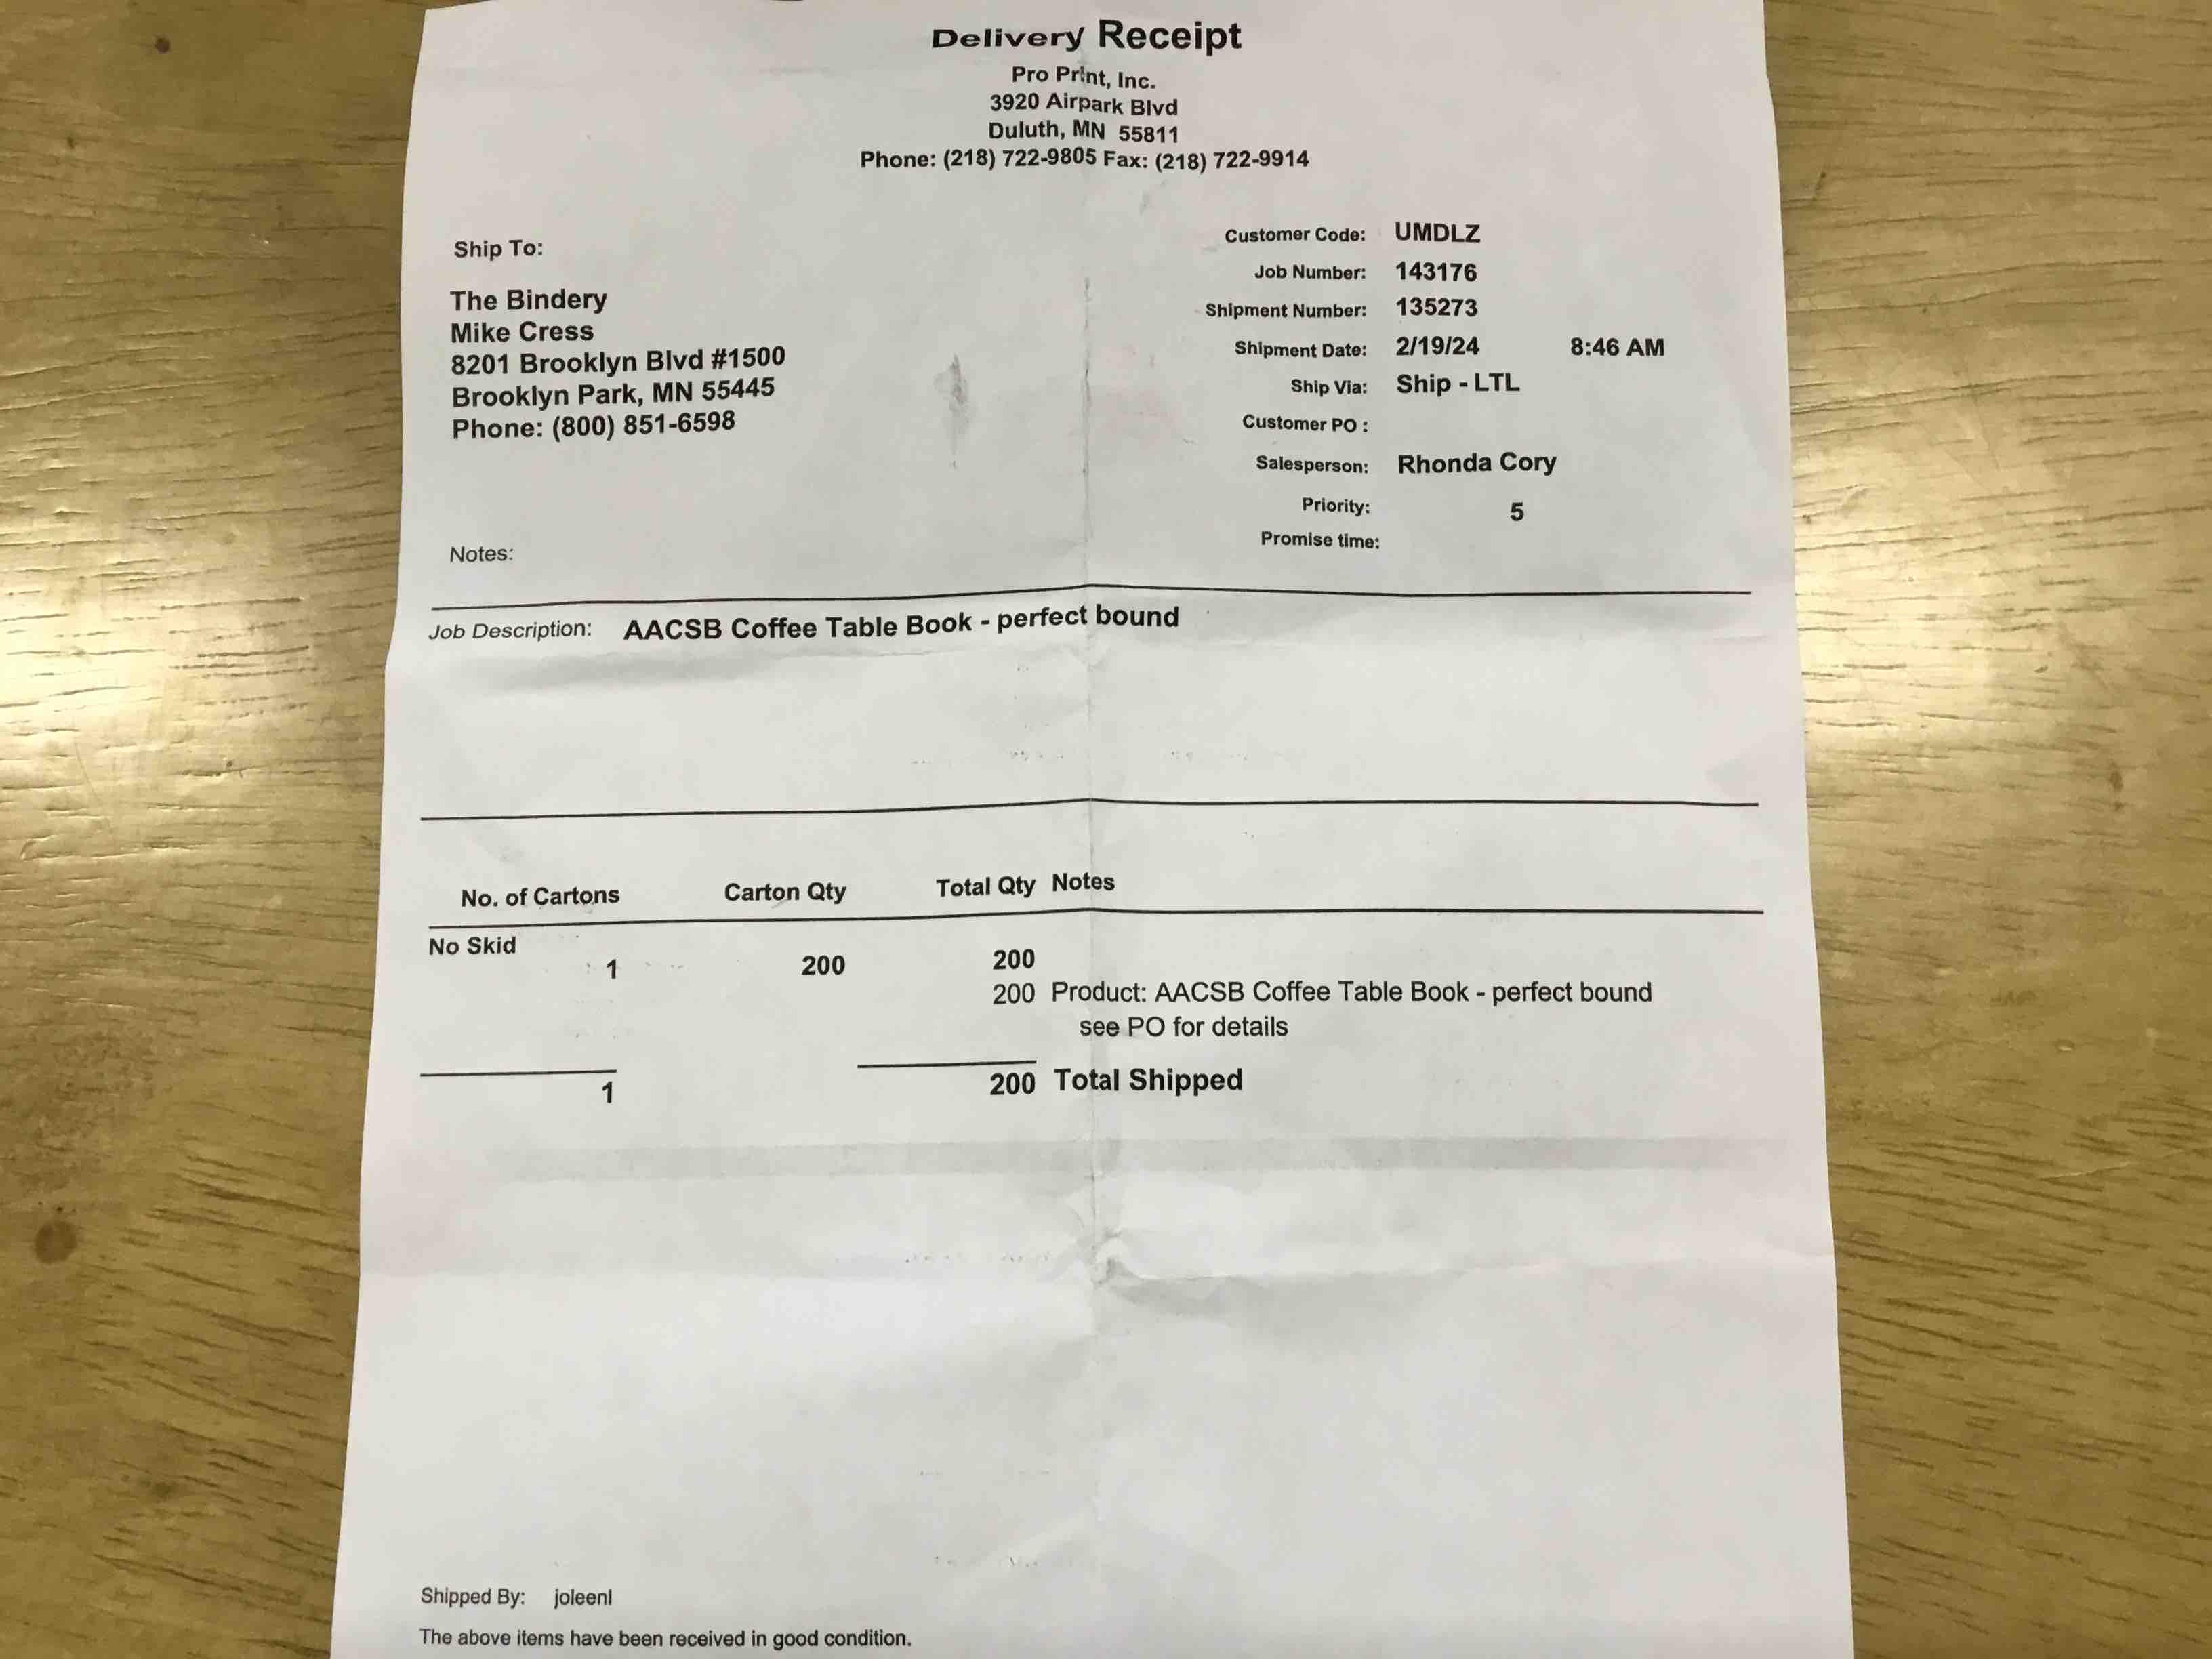 Delivery Receipt
Pro Print, Inc.
3920 Airpark Blvd
Duluth, MN 55811
Phone: (218) 722-9805 Fax: (218) 722-9914
Ship To:
The Bindery
Mike Cress
8201 Brooklyn Blvd #1500
Brooklyn Park, MN 55445
Phone: (800) 851-6598
Notes:
Customer Code: UMDLZ
Job Number: 143176
Shipment Number: 135273
Shipment Date: 2/19/24 8:46 AM
Ship Via: Ship - LTL
Customer PO :
Salesperson: Rhonda Cory
Priority: 5
Promise time:
Job Description: AACSB Coffee Table Book - perfect bound
No. of Cartons Carton Qty Total Qty Notes
No Skid
1 200 200
200 Product: AACSB Coffee Table Book - perfect bound
see PO for details
1 200 Total Shipped
Shipped By: joleenl
The above items have been received in good condition.